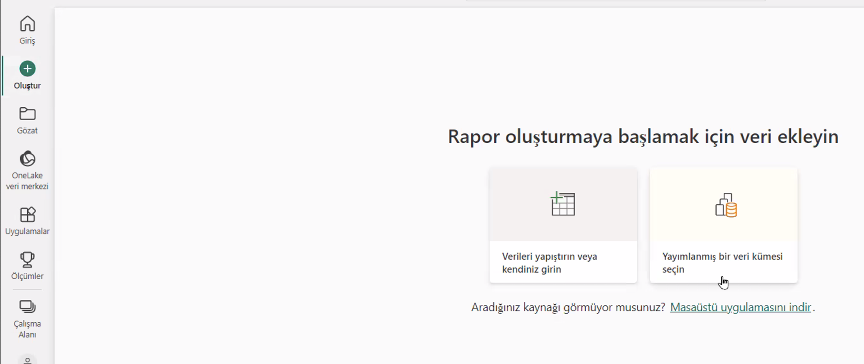 Giriş
Oluştur
Gözat
OneLake
veri merkezi
Uygulamalar
Ölçümler
Çalışma
Alanı
Rapor oluşturmaya başlamak için veri ekleyin
Verileri yapıştırın veya
kendiniz girin
Yayımlanmış bir veri kümesi
seçin
Aradığınız kaynağı görmüyor musunuz? Masaüstü uygulamasını indir.